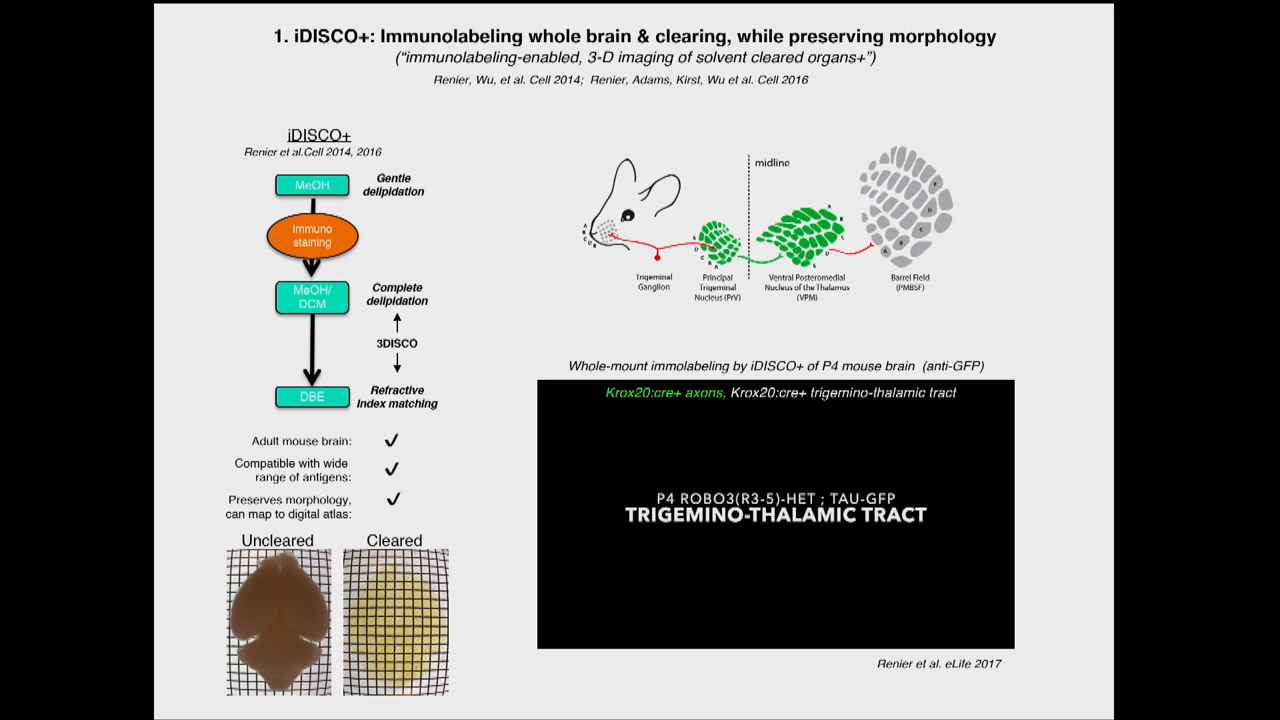 1. iDISCO+: Immunolabeling whole brain & clearing, while preserving morphology
(“immunolabeling-enabled, 3-D imaging of solvent cleared organs+”)
Renier, Wu, et al. Cell 2014; Renier, Adams, Kirst, Wu et al. Cell 2016
iDISCO+
Renier et al.Cell 2014, 2016
MeOH
Gentle
delipidation
Immuno
staining
MeOH/
DCM
Complete
delipidation
3DISCO
DBE
Refractive
Index matching
Adult mouse brain:
Compatible with wide
range of antigens:
Preserves morphology,
can map to digital atlas:
Uncleared
Cleared
midline
Trigeminal
Ganglion
Principal
Trigeminal
Nucleus (PrV)
Ventral Posteromedial
Nucleus of the Thalamus
(VPM)
Barrel Field
(PMBSF)
Whole-mount immolabeling by iDISCO+ of P4 mouse brain (anti-GFP)
Krox20:cre+ axons, Krox20:cre+ trigemino-thalamic tract
P4 ROBO3(R3-5)-HET ; TAU-GFP
TRIGEMINO-THALAMIC TRACT
Renier et al. eLife 2017